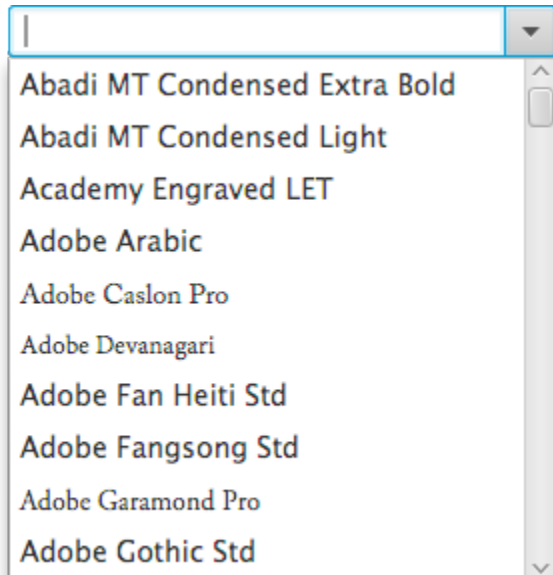 Abadi MT Condensed Extra Bold
Abadi MT Condensed Light
Academy Engraved LET
Adobe Arabic
Adobe Caslon Pro
Adobe Devanagari
Adobe Fan Heiti Std
Adobe Fangsong Std
Adobe Garamond Pro
Adobe Gothic Std